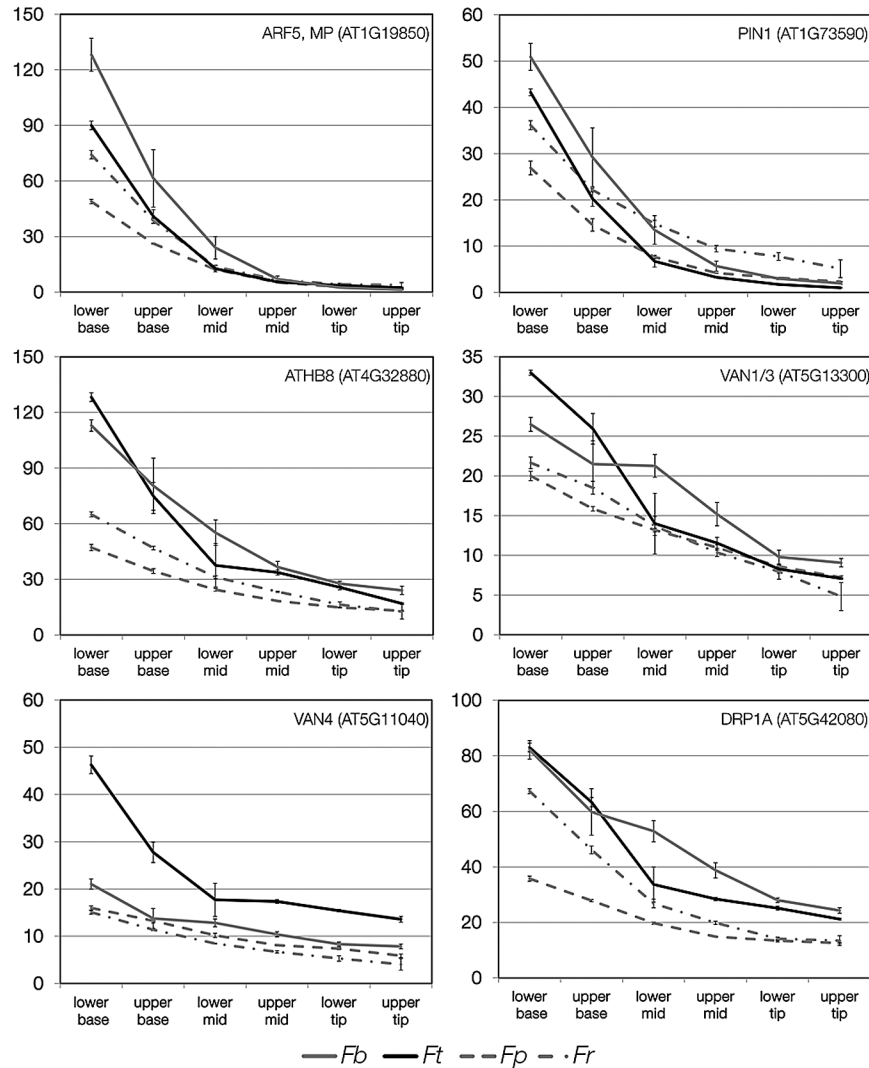 ARF5, MP (AT1G19850)
150
120
90
60
30
0
lower base
upper base
lower mid
upper mid
lower tip
upper tip
PIN1 (AT1G73590)
60
50
40
30
20
10
0
lower base
upper base
lower mid
upper mid
lower tip
upper tip
ATHB8 (AT4G32880)
150
120
90
60
30
0
lower base
upper base
lower mid
upper mid
lower tip
upper tip
VAN1/3 (AT5G13300)
35
30
25
20
15
10
5
0
lower base
upper base
lower mid
upper mid
lower tip
upper tip
VAN4 (AT5G11040)
60
50
40
30
20
10
0
lower base
upper base
lower mid
upper mid
lower tip
upper tip
DRP1A (AT5G42080)
100
80
60
40
20
0
lower base
upper base
lower mid
upper mid
lower tip
upper tip
Fb Ft Fp Fr